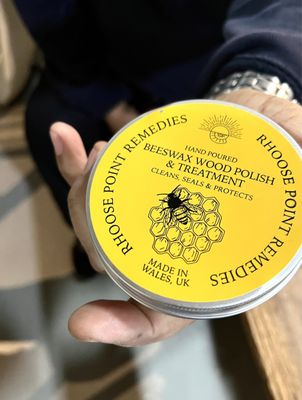 RHOOSE POINT REMEDIES
RHOOSE POINT REMEDIES
HAND POURED
BEESWAX WOOD POLISH
& TREATMENT
CLEANS, SEALS & PROTECTS
MADE IN
WALES, UK